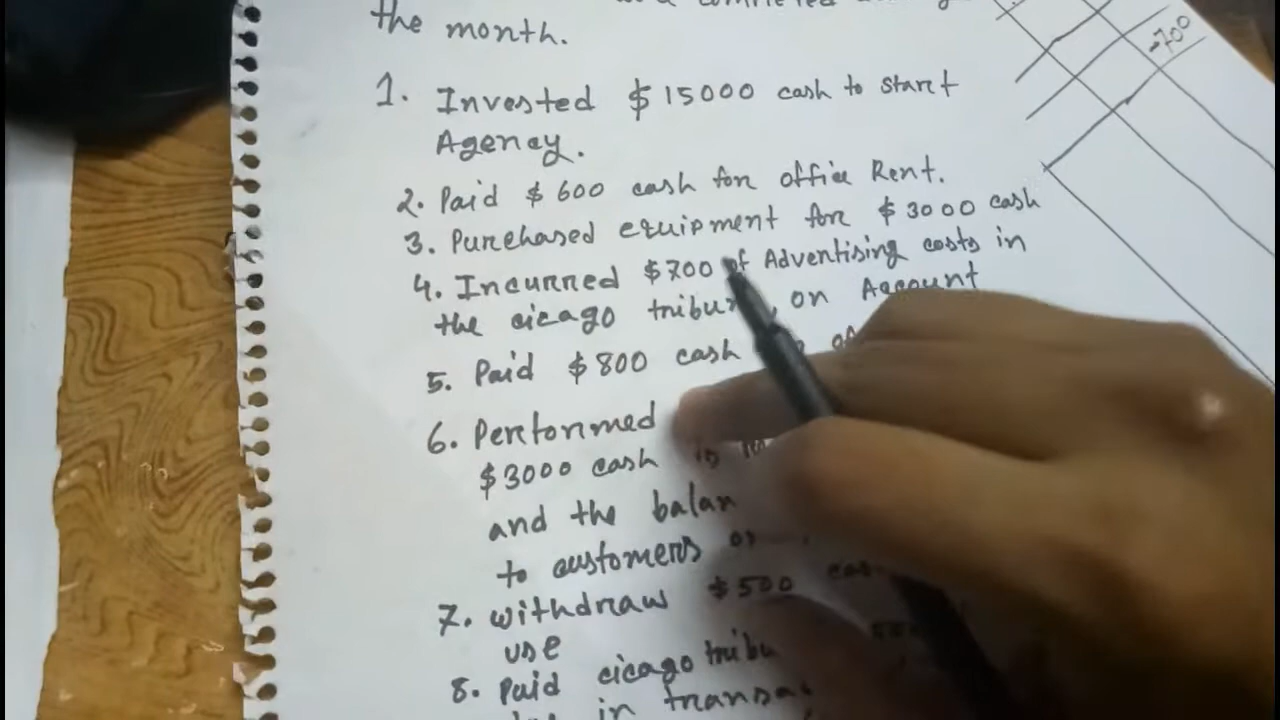 the month.
1. Invested $15000 cash to start
Agency.
2. Paid $600 cash for office Rent.
3. Purchased equipment for $3000 cash
4. Incurred $700 of Advertising costs in
the cicago tribu , on Account
5. Paid $800 cash
6. Performed
$3000 cash is
and the balan
to customers
7. withdraw $500 cas
use
8. Paid cicago tribu
in transac
-700